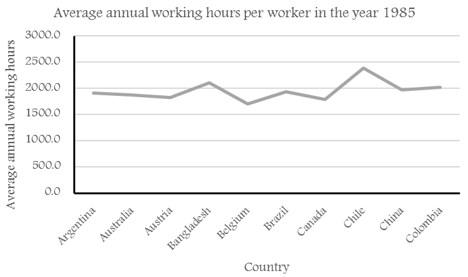 Average annual working hours per worker in the year 1985
Average annual working hours
3000.0
2500.0
2000.0
1500.0
1000.0
500.0
0.0
Argentina
Australia
Austria
Bangladesh
Belgium
Brazil
Canada
Chile
China
Colombia
Country